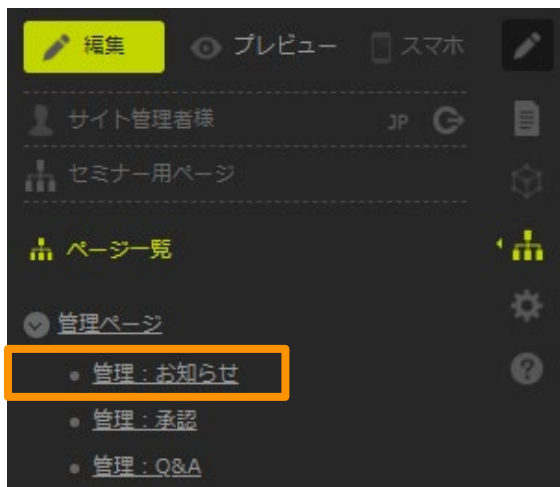 編集 プレビュー スマホ
サイト管理者様 JP
セミナー用ページ
ページ一覧
管理ページ
管理：お知らせ
管理：承認
管理：Q&A